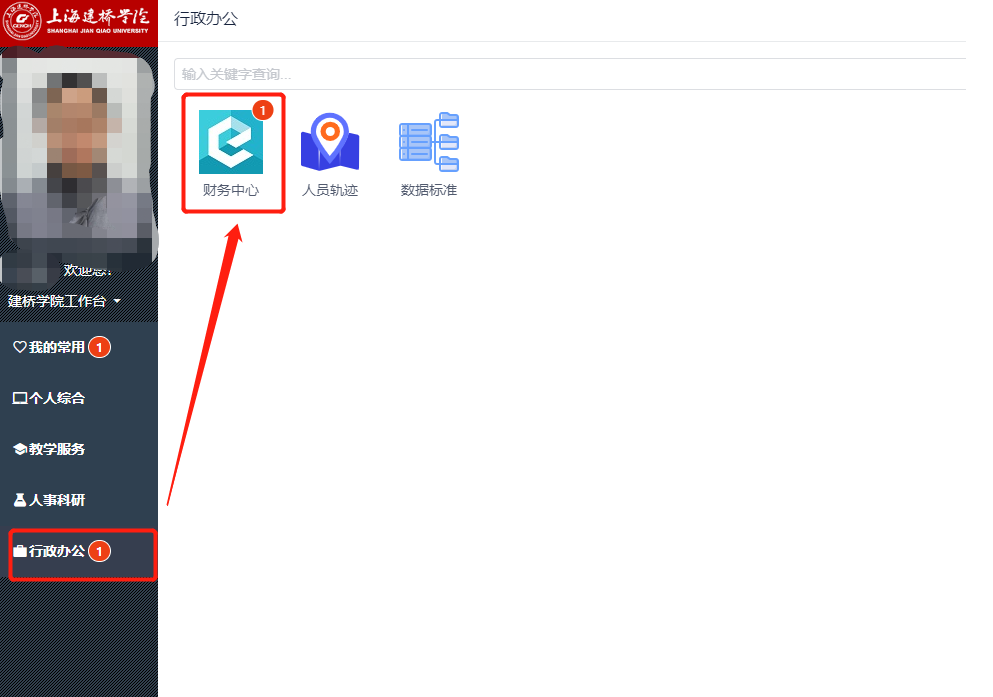 上海建桥学院
SHANGHAI JIAN QIAO UNIVERSITY
行政办公
输入关键字查询...
1
财务中心
人员轨迹
数据标准
欢迎您!
建桥学院工作台
我的常用 1
个人综合
教学服务
人事科研
行政办公 1